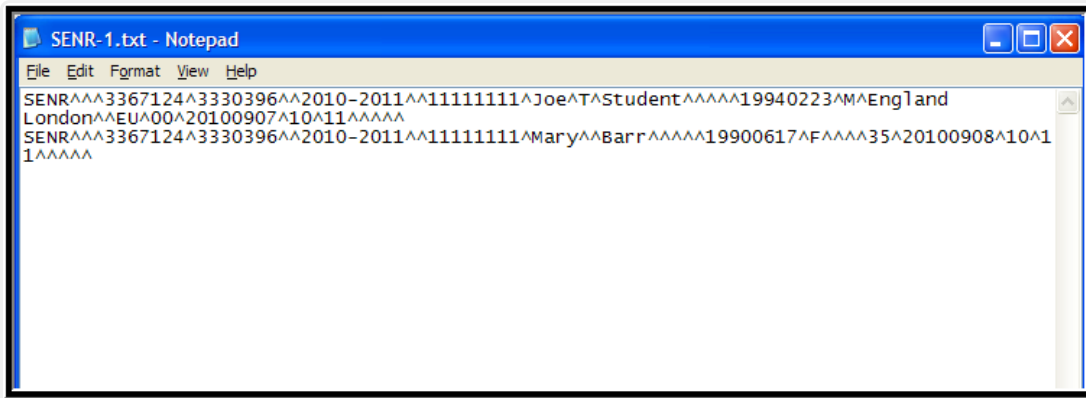 SENR-1.txt - Notepad
File Edit Format View Help
SENR^^^3367124^3330396^^2010-2011^^11111111^Joe^T^Student^^^^^19940223^M^England
London^^EU^00^20100907^10^11^^^^^
SENR^^^3367124^3330396^^2010-2011^^11111111^Mary^^Barr^^^^^19900617^F^^^^35^20100908^10^1
1^^^^^